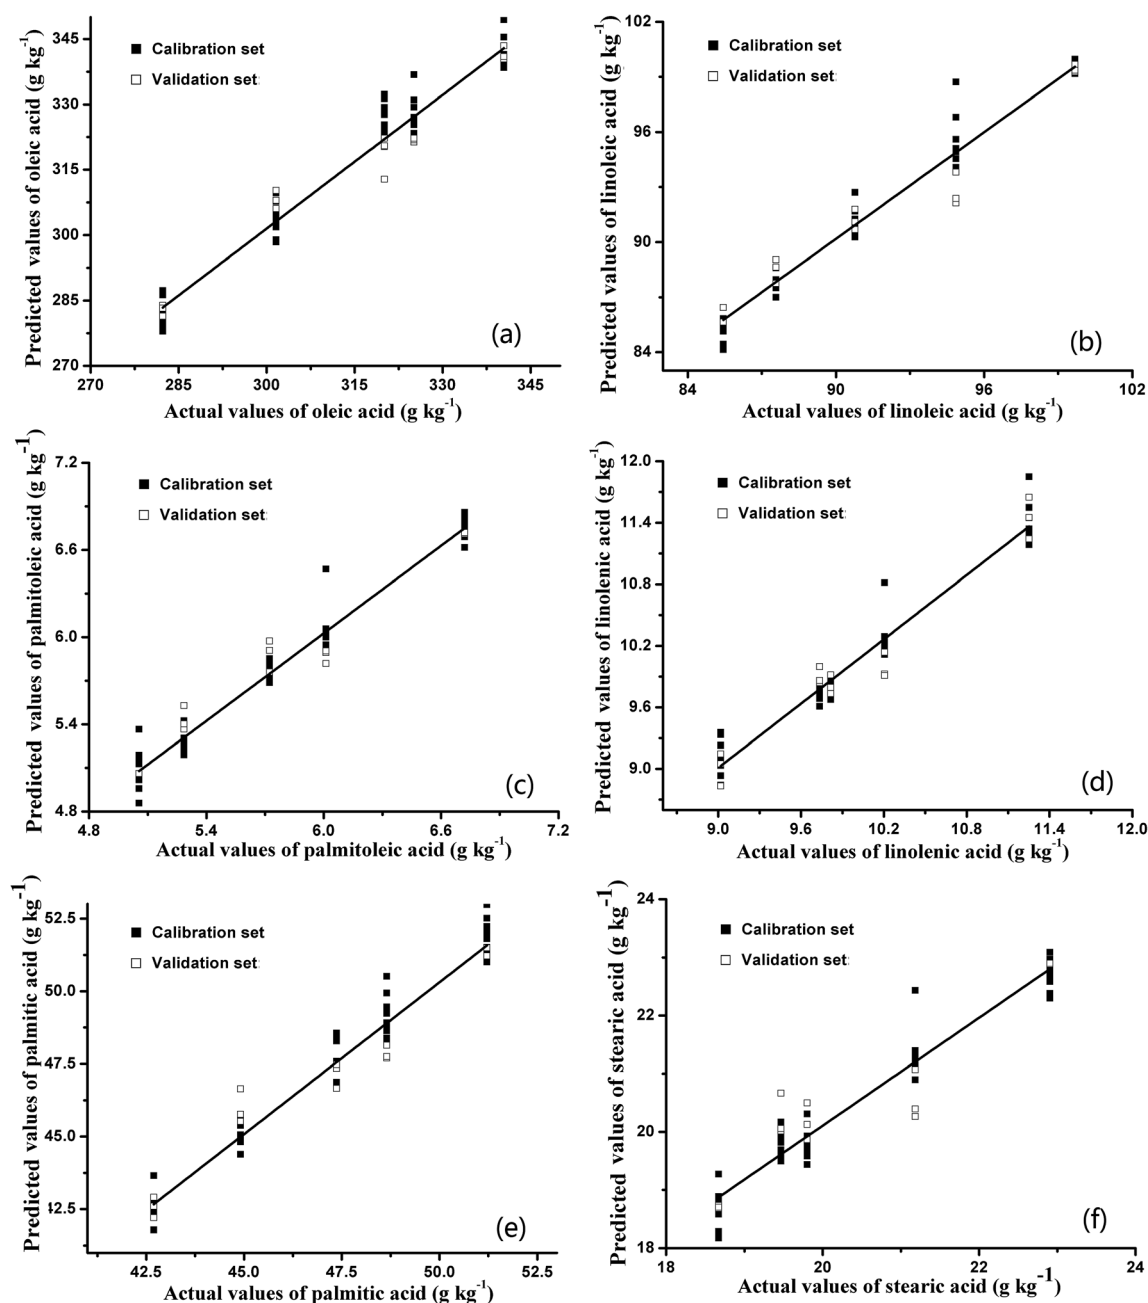 Predicted values of oleic acid (g kg-1)
345
330
315
300
285
270
Calibration set
Validation set
(a)
270 285 300 315 330 345
Actual values of oleic acid (g kg-1)
Predicted values of linoleic acid (g kg-1)
102
96
90
84
Calibration set
Validation set
(b)
84 90 96 102
Actual values of linoleic acid (g kg-1)
Predicted values of palmitoleic acid (g kg-1)
7.2
6.6
6.0
5.4
4.8
Calibration set
Validation set
(c)
4.8 5.4 6.0 6.6 7.2
Actual values of palmitoleic acid (g kg-1)
Predicted values of linolenic acid (g kg-1)
12.0
11.4
10.8
10.2
9.6
9.0
Calibration set
Validation set
(d)
9.0 9.6 10.2 10.8 11.4 12.0
Actual values of linolenic acid (g kg-1)
Predicted values of palmitic acid (g kg-1)
52.5
50.0
47.5
45.0
42.5
Calibration set
Validation set
(e)
42.5 45.0 47.5 50.0 52.5
Actual values of palmitic acid (g kg-1)
Predicted values of stearic acid (g kg-1)
24
22
20
18
Calibration set
Validation set
(f)
18 20 22 24
Actual values of stearic acid (g kg-1)